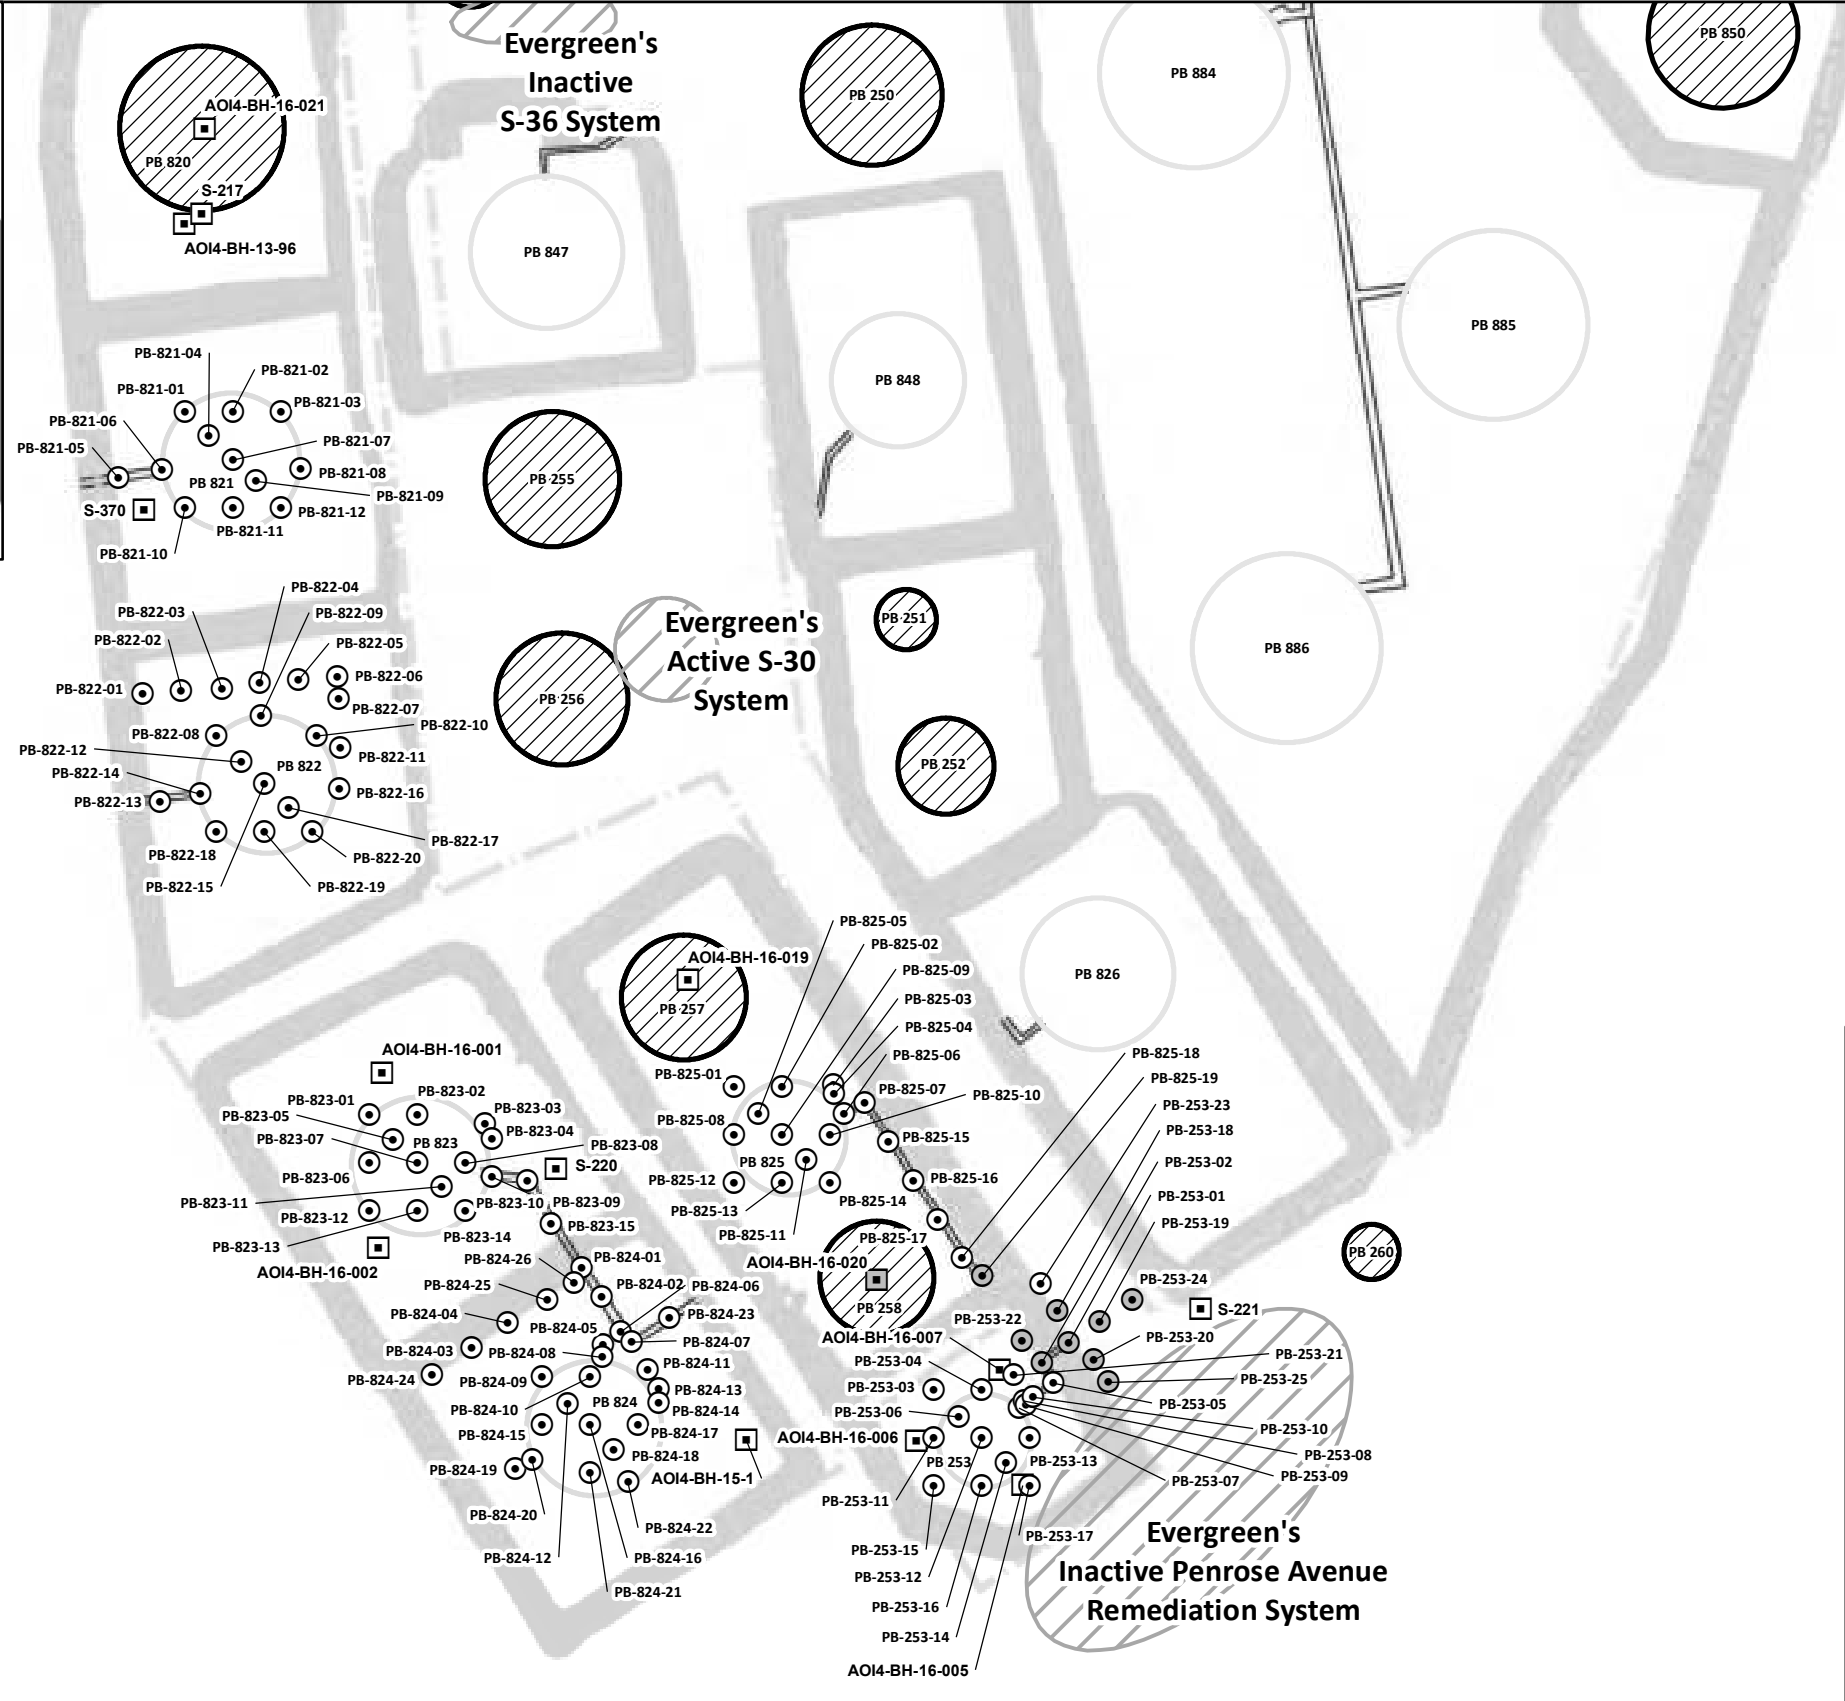 Evergreen's
Inactive
S-36 System
PB 250
PB 884
PB 850
AOI4-BH-16-021
PB 820
S-217
AOI4-BH-13-96
PB 847
PB 885
PB 848
PB-821-04
PB-821-02
PB-821-01
PB-821-03
PB-821-06
PB-821-05
PB-821-07
PB-821-08
PB 821
PB-821-09
S-370
PB-821-12
PB-821-11
PB-821-10
PB 255
PB-822-04
PB-822-03
PB-822-09
PB-822-02
PB-822-05
PB-822-01
PB-822-06
PB-822-07
PB-822-08
PB-822-10
PB-822-12
PB-822-11
PB 822
PB-822-14
PB-822-13
PB-822-16
PB-822-17
PB-822-18
PB-822-20
PB-822-15
PB-822-19
PB 256
Evergreen's
Active S-30
System
PB 251
PB 252
PB 886
PB 826
AOI4-BH-16-019
PB 257
PB-825-05
PB-825-02
PB-825-09
PB-825-03
PB-825-04
PB-825-06
PB-825-01
PB-825-07
PB-825-10
PB-825-08
PB-825-15
PB 825
PB-825-12
PB-825-16
PB-825-14
PB-825-13
PB-825-11
PB-825-17
PB-825-18
PB-825-19
AOI4-BH-16-001
PB-823-02
PB-823-01
PB-823-05
PB-823-03
PB-823-04
PB-823-07
PB 823
PB-823-08
S-220
PB-823-06
PB-823-11
PB-823-10
PB-823-09
PB-823-12
PB-823-15
PB-823-14
PB-823-13
AOI4-BH-16-002
PB-824-26
PB-824-01
PB-824-25
PB-824-02
PB-824-06
PB-824-04
PB-824-23
PB-824-05
PB-824-07
PB-824-03
PB-824-08
PB-824-24
PB-824-11
PB-824-09
PB-824-13
PB 824
PB-824-10
PB-824-14
PB-824-15
PB-824-17
PB-824-18
PB-824-19
AOI4-BH-15-1
PB-824-20
PB-824-22
PB-824-12
PB-824-16
PB-824-21
AOI4-BH-16-020
PB 258
PB-253-23
PB-253-18
PB-253-02
PB-253-01
PB-253-19
PB 260
PB-253-24
S-221
PB-253-22
AOI4-BH-16-007
PB-253-20
PB-253-04
PB-253-21
PB-253-03
PB-253-25
PB-253-06
PB-253-05
AOI4-BH-16-006
PB-253-10
PB 253
PB-253-13
PB-253-08
PB-253-09
PB-253-07
PB-253-11
PB-253-17
PB-253-15
PB-253-12
PB-253-16
PB-253-14
AOI4-BH-16-005
Evergreen's
Inactive Penrose Avenue
Remediation System